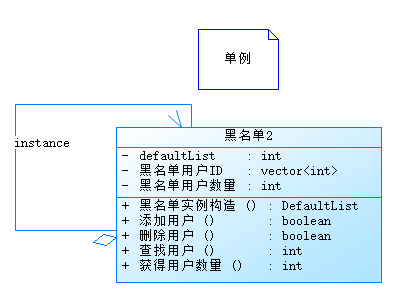 单例
instance
黑名单2
- defaultList : int
- 黑名单用户ID : vector<int>
- 黑名单用户数量 : int
+ 黑名单实例构造 () : DefaultList
+ 添加用户 () : boolean
+ 删除用户 () : boolean
+ 查找用户 () : int
+ 获得用户数量 () : int